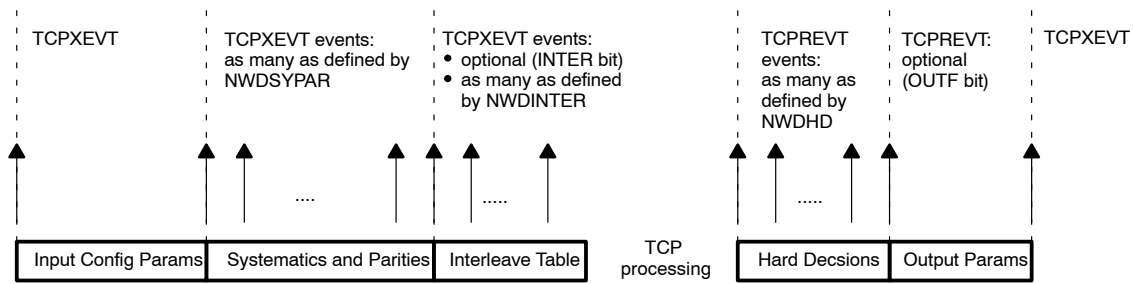 TCPXEVT
TCPXEVT events:
as many as defined by
NWDSYPAR
TCPXEVT events:
• optional (INTER bit)
• as many as defined
by NWDINTER
TCPREVT
events:
as many as
defined by
NWDHD
TCPREVT:
optional
(OUTF bit)
TCPXEVT
....
.....
.....
Input Config Params
Systematics and Parities
Interleave Table
TCP
processing
Hard Decsions
Output Params